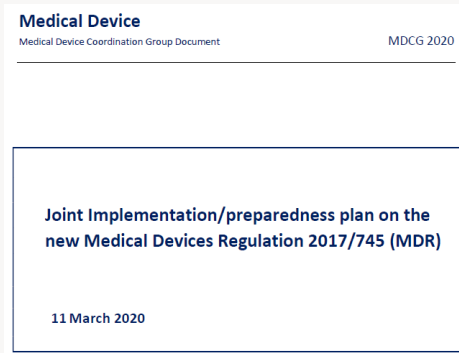 Medical Device
Medical Device Coordination Group Document MDCG 2020
Joint Implementation/preparedness plan on the
new Medical Devices Regulation 2017/745 (MDR)
11 March 2020